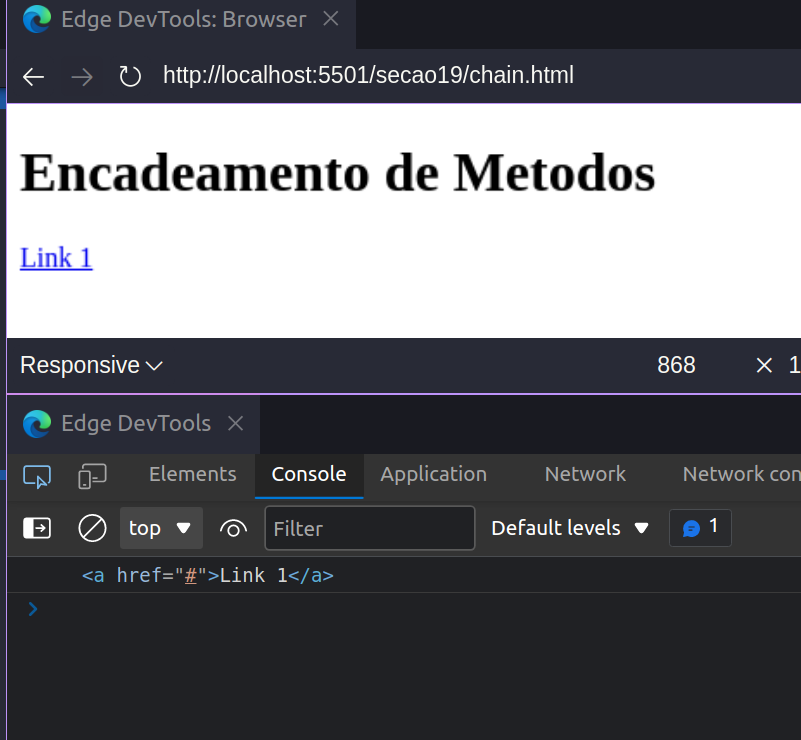 Edge DevTools: Browser
http://localhost:5501/secao19/chain.html
Encadeamento de Metodos
Link 1
Responsive 868 × 1
Edge DevTools
Elements Console Application Network Network con
top Filter Default levels 1
<a href="#">Link 1</a>